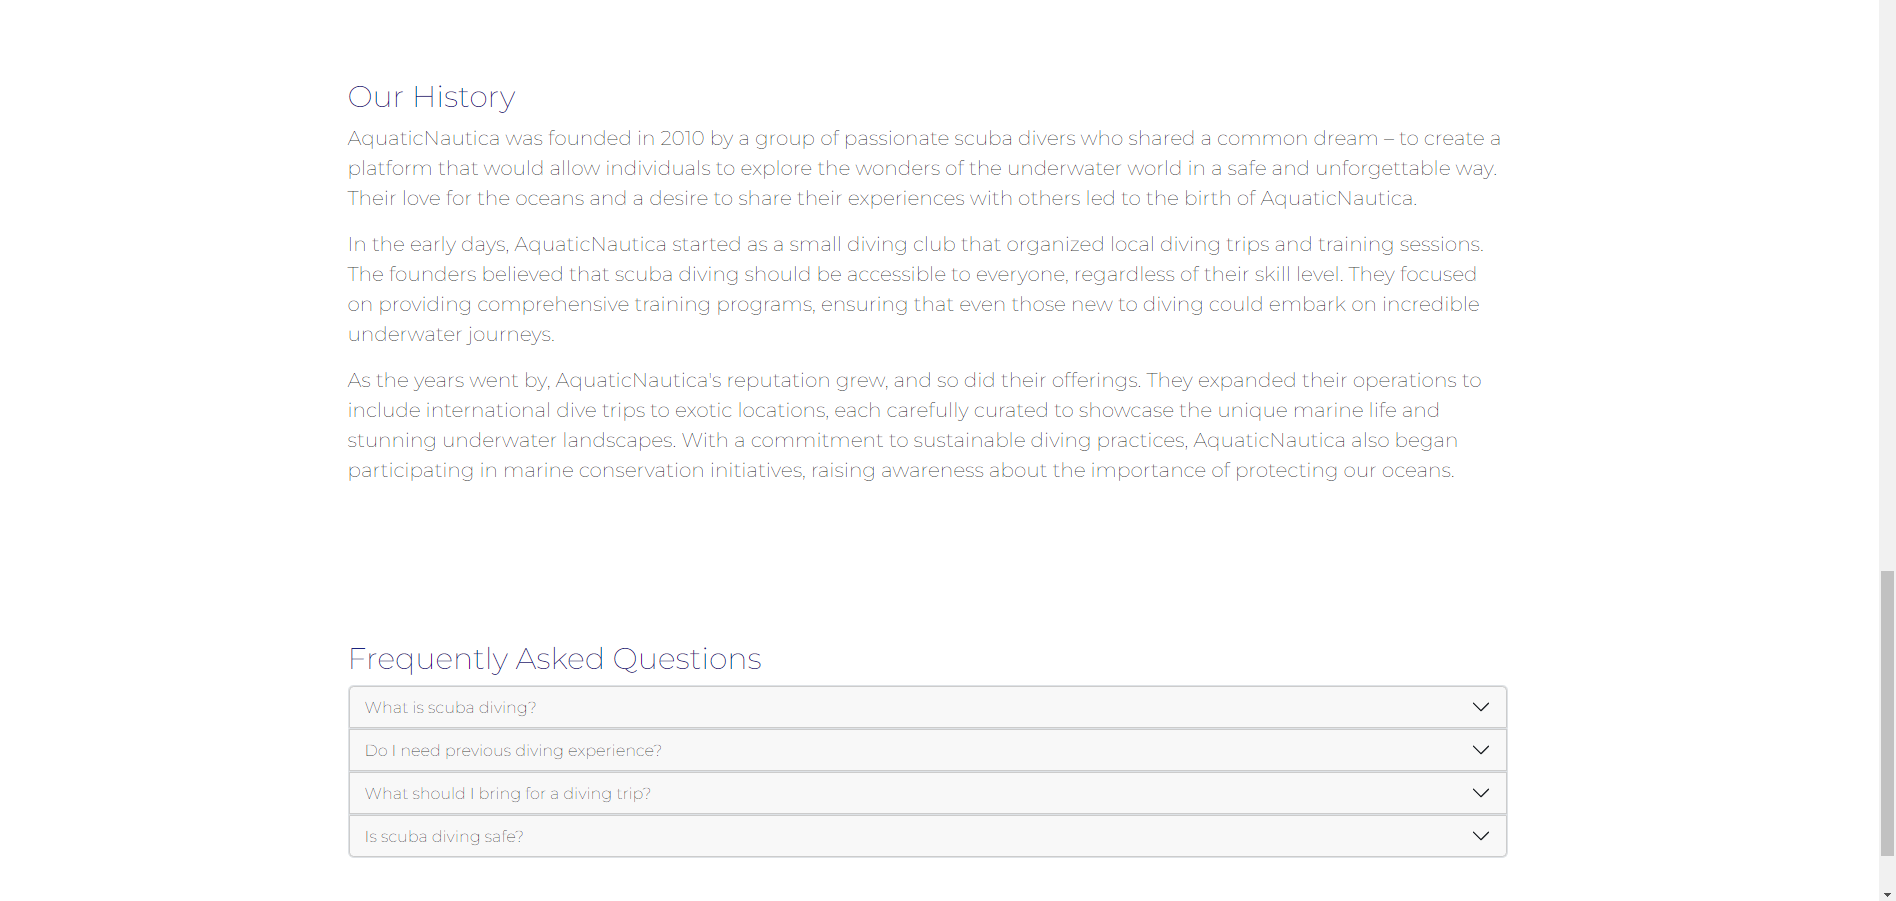 Our History
AquaticNautica was founded in 2010 by a group of passionate scuba divers who shared a common dream – to create a
platform that would allow individuals to explore the wonders of the underwater world in a safe and unforgettable way.
Their love for the oceans and a desire to share their experiences with others led to the birth of AquaticNautica.
In the early days, AquaticNautica started as a small diving club that organized local diving trips and training sessions.
The founders believed that scuba diving should be accessible to everyone, regardless of their skill level. They focused
on providing comprehensive training programs, ensuring that even those new to diving could embark on incredible
underwater journeys.
As the years went by, AquaticNautica's reputation grew, and so did their offerings. They expanded their operations to
include international dive trips to exotic locations, each carefully curated to showcase the unique marine life and
stunning underwater landscapes. With a commitment to sustainable diving practices, AquaticNautica also began
participating in marine conservation initiatives, raising awareness about the importance of protecting our oceans.
Frequently Asked Questions
What is scuba diving?
Do I need previous diving experience?
What should I bring for a diving trip?
Is scuba diving safe?